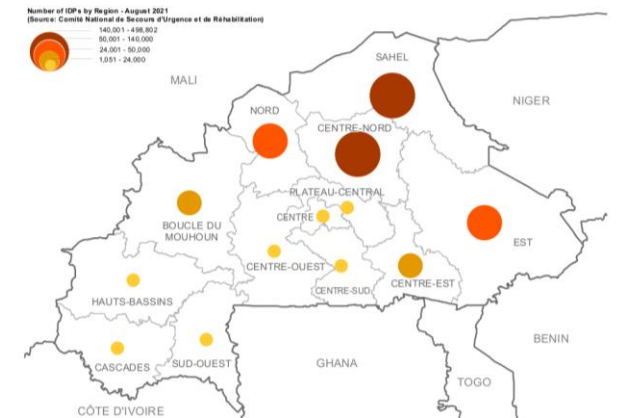 Number of IDPs by Region - August 2021
(Source: Comité National de Secours d'Urgence et de Réhabilitation)
140,001 - 498,802
50,001 - 140,000
24,001 - 50,000
1,051 - 24,000
SAHEL
MALI
NIGER
NORD
CENTRE-NORD
PLATEAU-CENTRAL
CENTRE
BOUCLE DU
MOUHOUN
EST
CENTRE-OUEST
CENTRE-EST
CENTRE-SUD
HAUTS-BASSINS
BENIN
CASCADES
SUD-OUEST
GHANA
TOGO
CÔTE D'IVOIRE